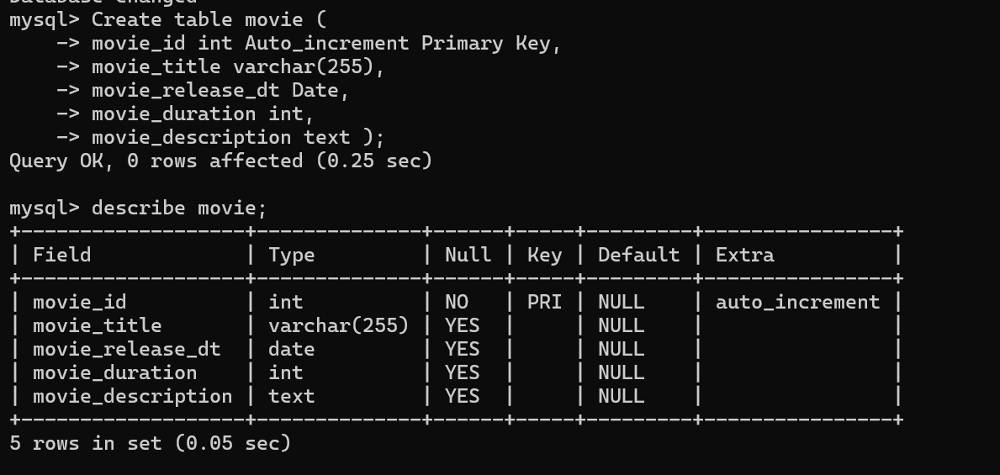 Database changed
mysql> Create table movie (
    -> movie_id int Auto_increment Primary Key,
    -> movie_title varchar(255),
    -> movie_release_dt Date,
    -> movie_duration int,
    -> movie_description text );
Query OK, 0 rows affected (0.25 sec)

mysql> describe movie;
+-------------------+--------------+------+-----+---------+----------------+
| Field             | Type         | Null | Key | Default | Extra          |
+-------------------+--------------+------+-----+---------+----------------+
| movie_id          | int          | NO   | PRI | NULL    | auto_increment |
| movie_title       | varchar(255) | YES  |     | NULL    |                |
| movie_release_dt  | date         | YES  |     | NULL    |                |
| movie_duration    | int          | YES  |     | NULL    |                |
| movie_description | text         | YES  |     | NULL    |                |
+-------------------+--------------+------+-----+---------+----------------+
5 rows in set (0.05 sec)